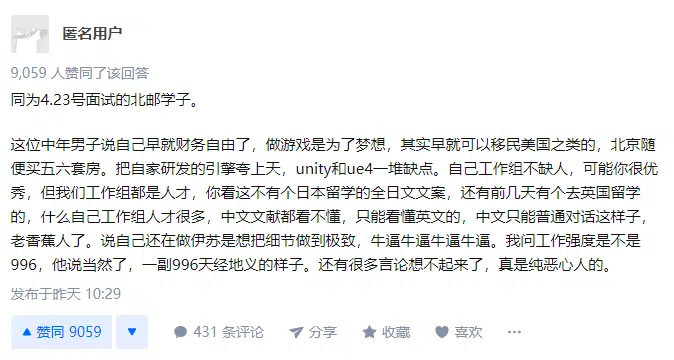 匿名用户
9,059 人赞同了该回答
同为4.23号面试的北邮学子。
这位中年男子说自己早就财务自由了，做游戏是为了梦想，其实早就可以移民美国之类的，北京随
便买五六套房。把自家研发的引擎夸上天，unity和ue4一堆缺点。自己工作组不缺人，可能你很优
秀，但我们工作组都是人才，你看这不有个日本留学的全日文文案，还有前几天有个去英国留学
的，什么自己工作组人才很多，中文文献都看不懂，只能看懂英文的，中文只能普通对话这样子，
老香蕉人了。说自己还在做伊苏是想把细节做到极致，牛逼牛逼牛逼牛逼。我问工作强度是不是
996，他说当然了，一副996天经地义的样子。还有很多言论想不起来了，真是纯恶心人的。
发布于昨天 10:29
赞同 9059 431 条评论 分享 收藏 喜欢